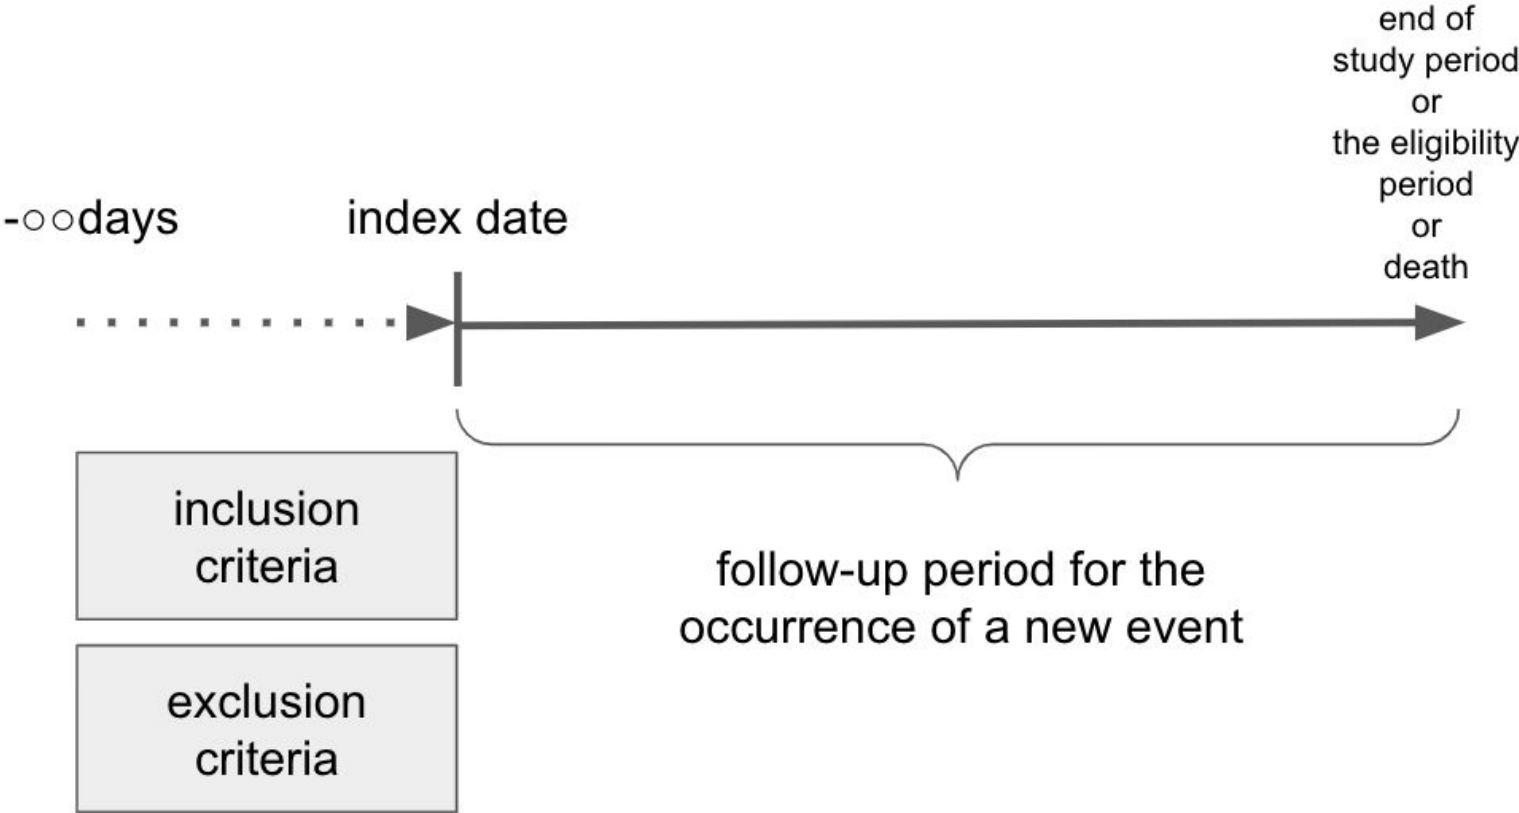 end of
study period
or
the eligibility
period
or
death
-○○days
index date
inclusion
criteria
exclusion
criteria
follow-up period for the
occurrence of a new event